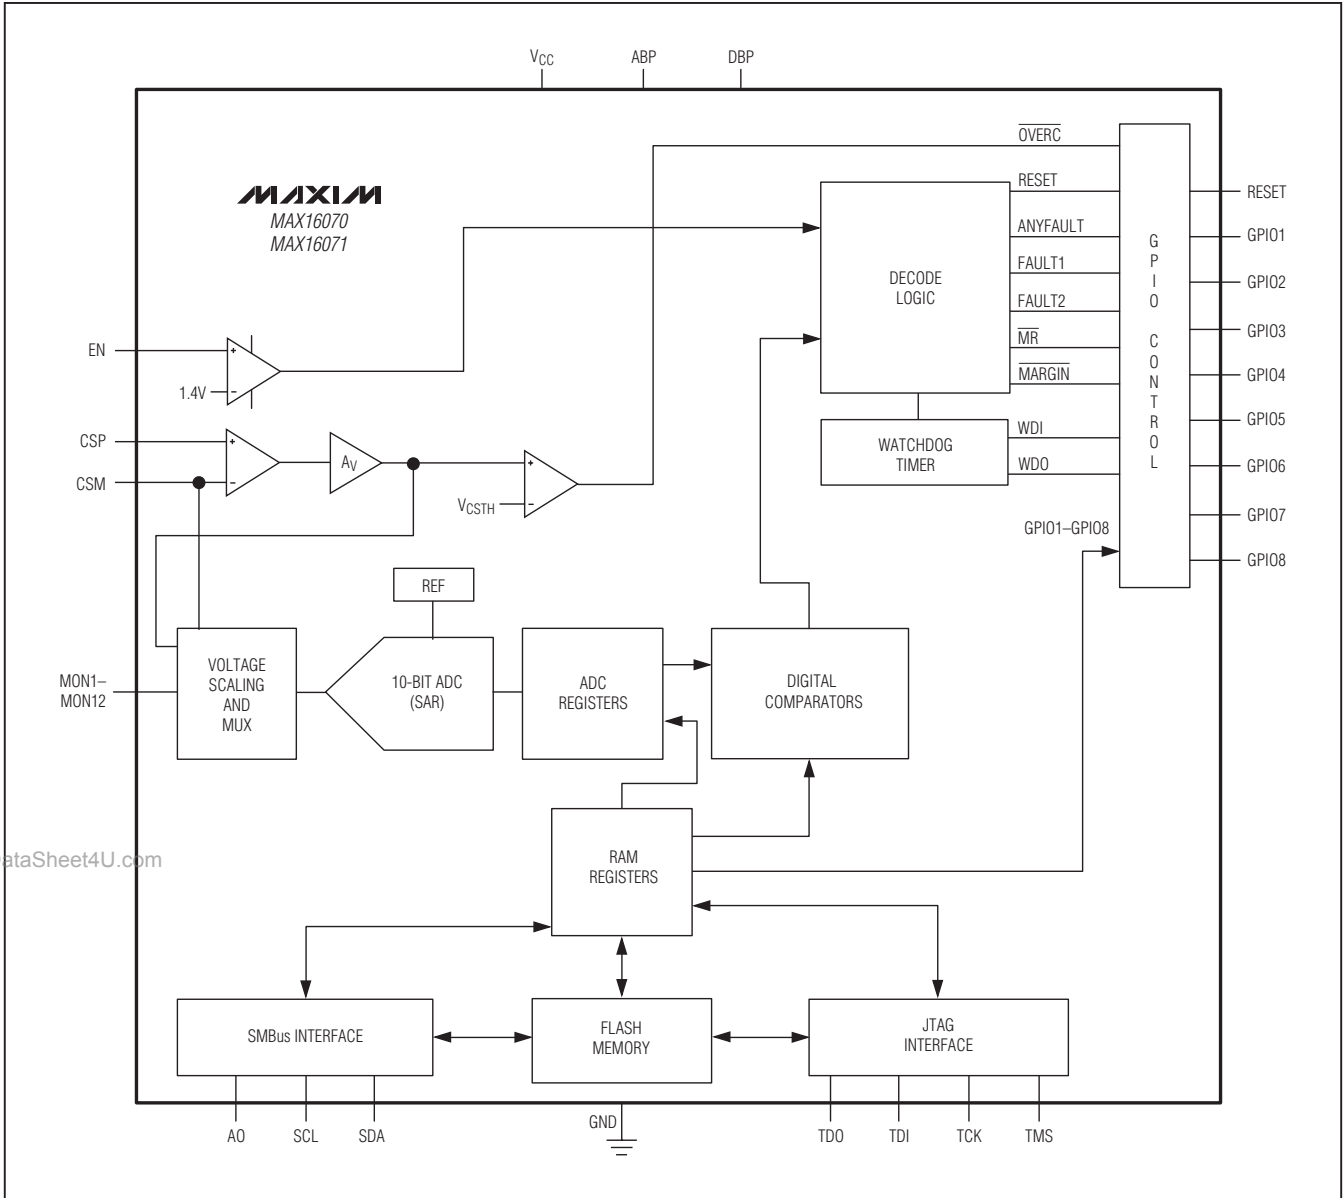 VCC ABP DBP
MAXIM
MAX16070
MAX16071
OVERC
RESET
ANYFAULT
FAULT1
FAULT2
MR
MARGIN
DECODE
LOGIC
WATCHDOG
TIMER
WDI
WDO
GPIO1–GPIO8
GPIO CONTROL
RESET
GPIO1
GPIO2
GPIO3
GPIO4
GPIO5
GPIO6
GPIO7
GPIO8
EN
+
1.4V
−
CSP
+
CSM
−
AV
+
VCSTH
−
REF
MON1–
MON12
VOLTAGE
SCALING
AND
MUX
10-BIT ADC
(SAR)
ADC
REGISTERS
DIGITAL
COMPARATORS
RAM
REGISTERS
ataSheet4U.com
SMBus INTERFACE
FLASH
MEMORY
JTAG
INTERFACE
A0 SCL SDA
GND
TDO TDI TCK TMS